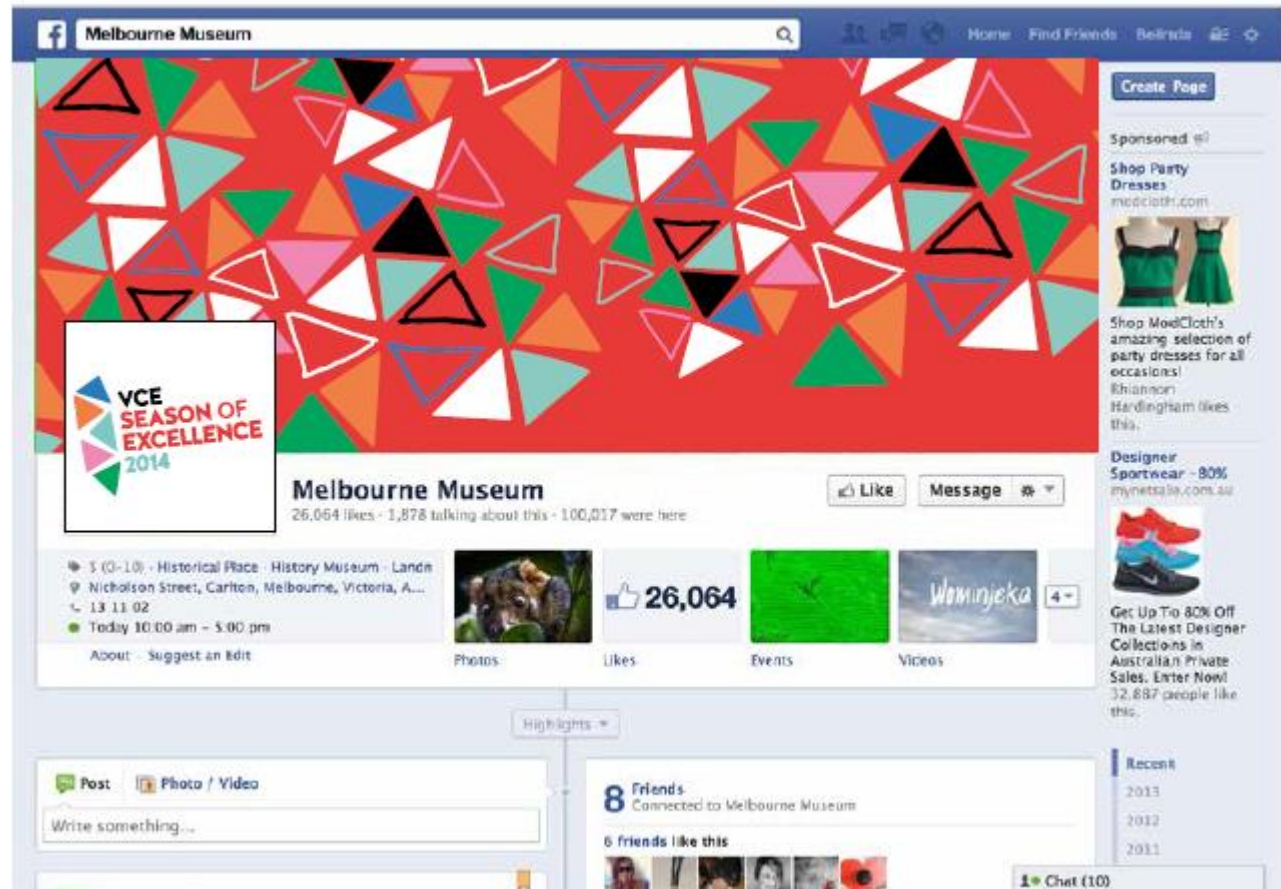 Melbourne Museum
Home Find Friends Belinda
Create Page
Sponsored
Shop Party
Dresses
modcloth.com
Shop ModCloth's
amazing selection of
party dresses for all
occasions!
Rhiannon
Hardingham likes
this.
Designer
Sportwear - 80%
mynetsale.com.au
Get Up To 80% Off
The Latest Designer
Collections in
Australian Private
Sales. Enter Now!
32,887 people like
this.
VCE
SEASON OF
EXCELLENCE
2014
Melbourne Museum
26,064 likes · 1,878 talking about this · 100,017 were here
Like
Message
(0-10) · Historical Place · History Museum · Landn
Nicholson Street, Carlton, Melbourne, Victoria, A...
13 11 02
Today 10:00 am – 5:00 pm
About · Suggest an Edit
26,064
Wominjeka
4
Photos
Likes
Events
Videos
Highlights
Post
Photo / Video
Write something...
8 Friends
Connected to Melbourne Museum
6 friends like this
Recent
2013
2012
2011
Chat (10)